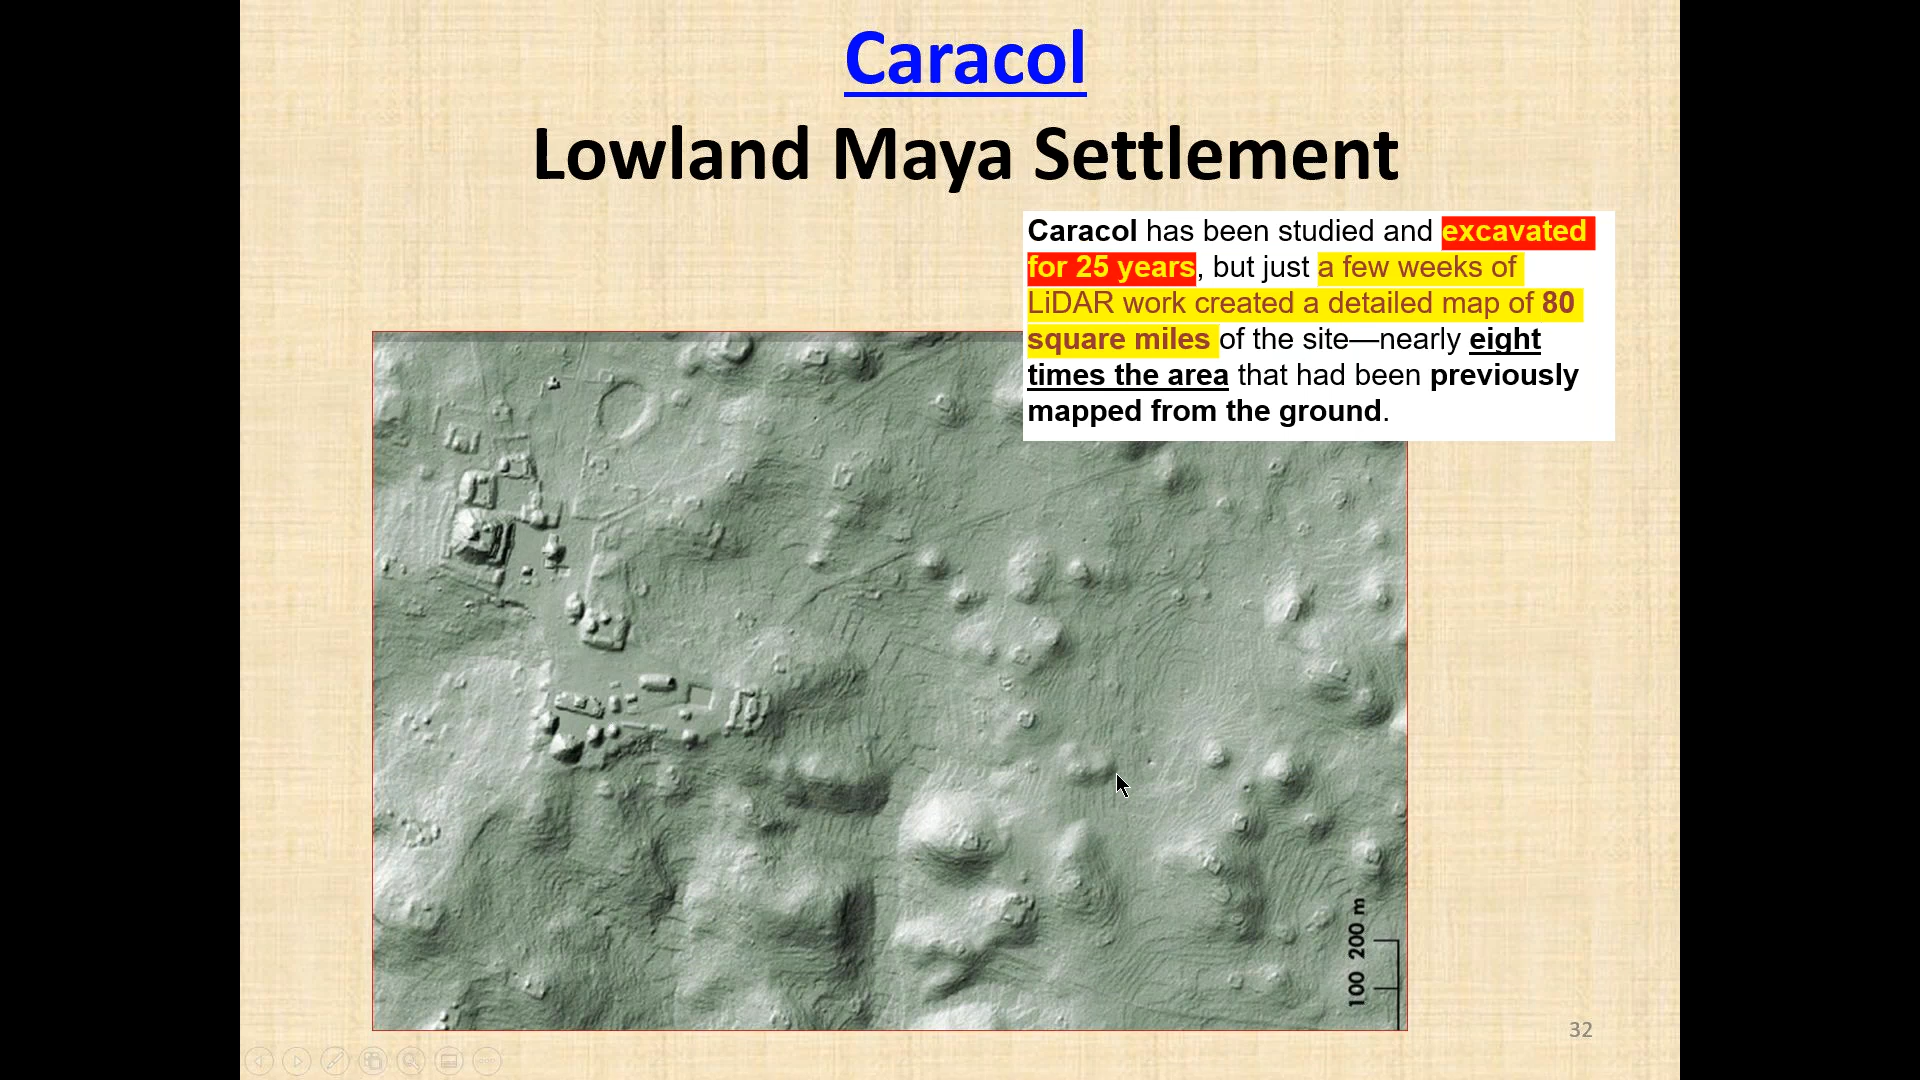 Caracol
Lowland Maya Settlement
Caracol has been studied and excavated
for 25 years, but just a few weeks of
LiDAR work created a detailed map of 80
square miles of the site—nearly eight
times the area that had been previously
mapped from the ground.
100 200 m
32